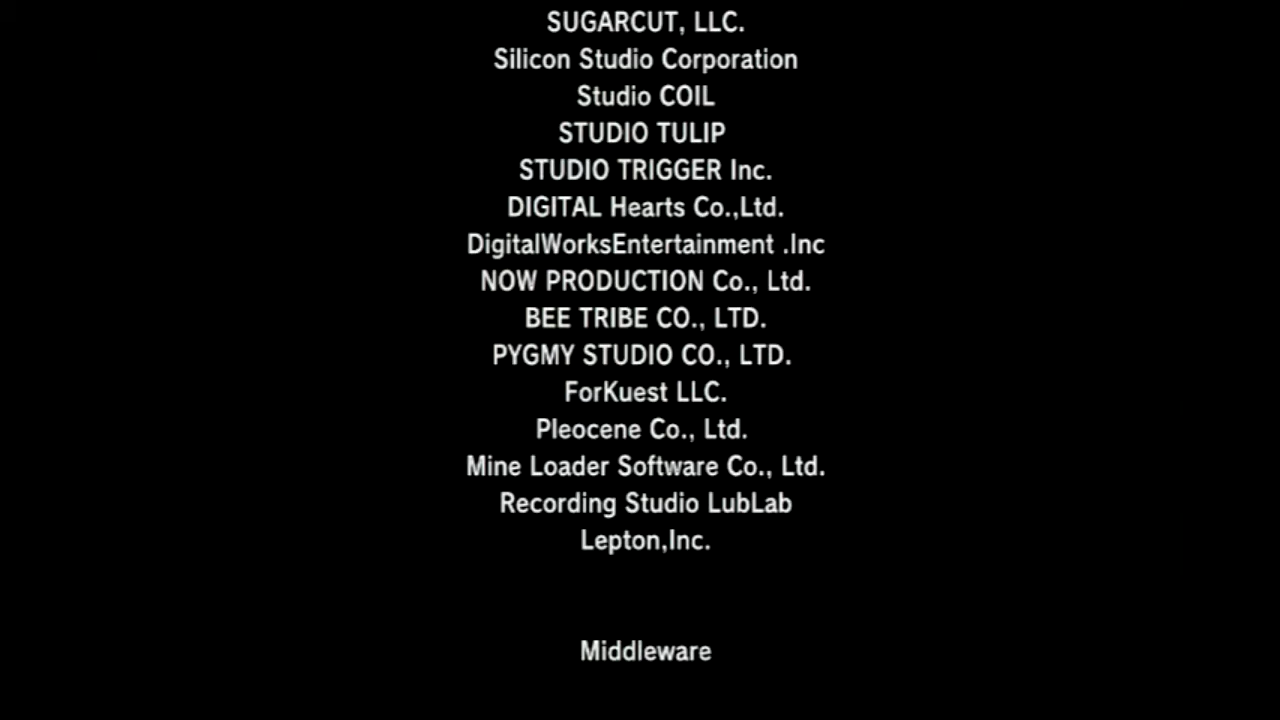 SUGARCUT, LLC.
Silicon Studio Corporation
Studio COIL
STUDIO TULIP
STUDIO TRIGGER Inc.
DIGITAL Hearts Co.,Ltd.
DigitalWorksEntertainment .Inc
NOW PRODUCTION Co., Ltd.
BEE TRIBE CO., LTD.
PYGMY STUDIO CO., LTD.
ForKuest LLC.
Pleocene Co., Ltd.
Mine Loader Software Co., Ltd.
Recording Studio LubLab
Lepton,Inc.
Middleware